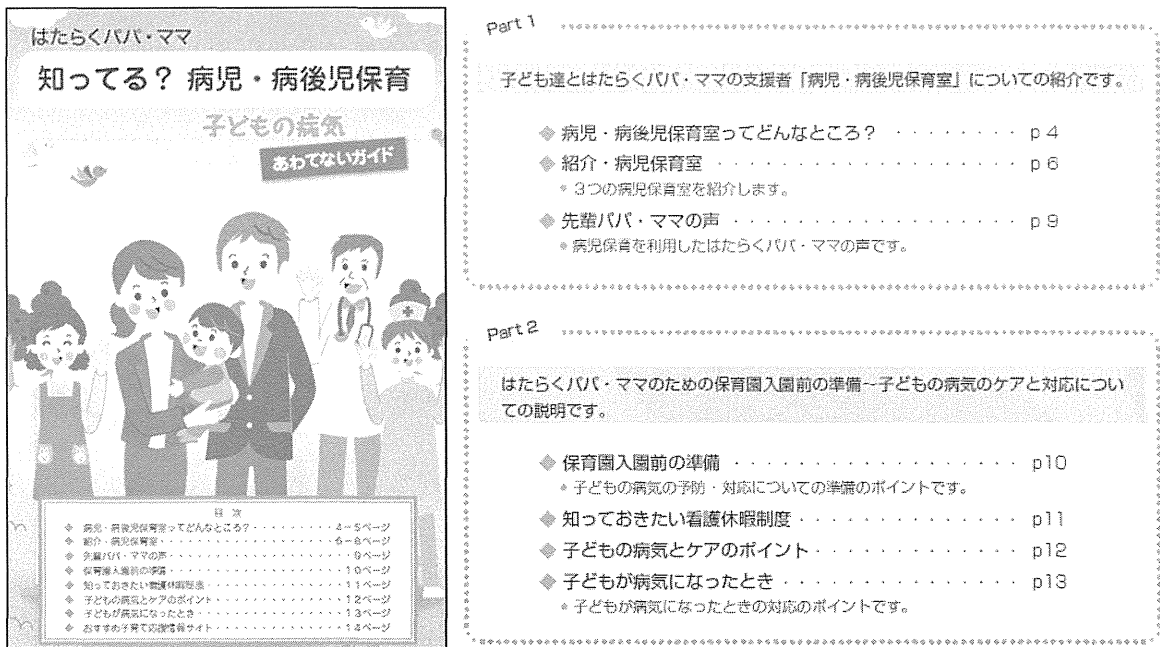 はたらくパパ・ママ
知ってる？ 病児・病後児保育
子どもの病気
あわてないガイド
目 次
◆ 病児・病後児保育室ってどんなところ？・・・・・・・・・4－5ページ
◆ 紹介・病児保育室・・・・・・・・・・・・・・・・・・6－8ページ
◆ 先輩パパ・ママの声・・・・・・・・・・・・・・・・・・9ページ
◆ 保育園入園前の準備・・・・・・・・・・・・・・・・・10ページ
◆ 知っておきたい看護休暇制度・・・・・・・・・・・・・11ページ
◆ 子どもの病気とケアのポイント・・・・・・・・・・・・12ページ
◆ 子どもが病気になったとき・・・・・・・・・・・・・・13ページ
◆ おすすめ子育て応援情報サイト・・・・・・・・・・・・14ページ
Part 1
子ども達とはたらくパパ・ママの支援者「病児・病後児保育室」についての紹介です。
◆ 病児・病後児保育室ってどんなところ？ ・・・・・・・ p 4
◆ 紹介・病児保育室 ・・・・・・・・・・・・・・・・・ p 6
● 3つの病児保育室を紹介します。
◆ 先輩パパ・ママの声 ・・・・・・・・・・・・・・・・ p 9
● 病児保育を利用したはたらくパパ・ママの声です。
Part 2
はたらくパパ・ママのための保育園入園前の準備～子どもの病気のケアと対応につい
ての説明です。
◆ 保育園入園前の準備 ・・・・・・・・・・・・・・・・ p10
● 子どもの病気の予防・対応についての準備のポイントです。
◆ 知っておきたい看護休暇制度 ・・・・・・・・・・・・ p11
◆ 子どもの病気とケアのポイント・・・・・・・・・・・・ p12
◆ 子どもが病気になったとき ・・・・・・・・・・・・・ p13
● 子どもが病気になったときの対応のポイントです。